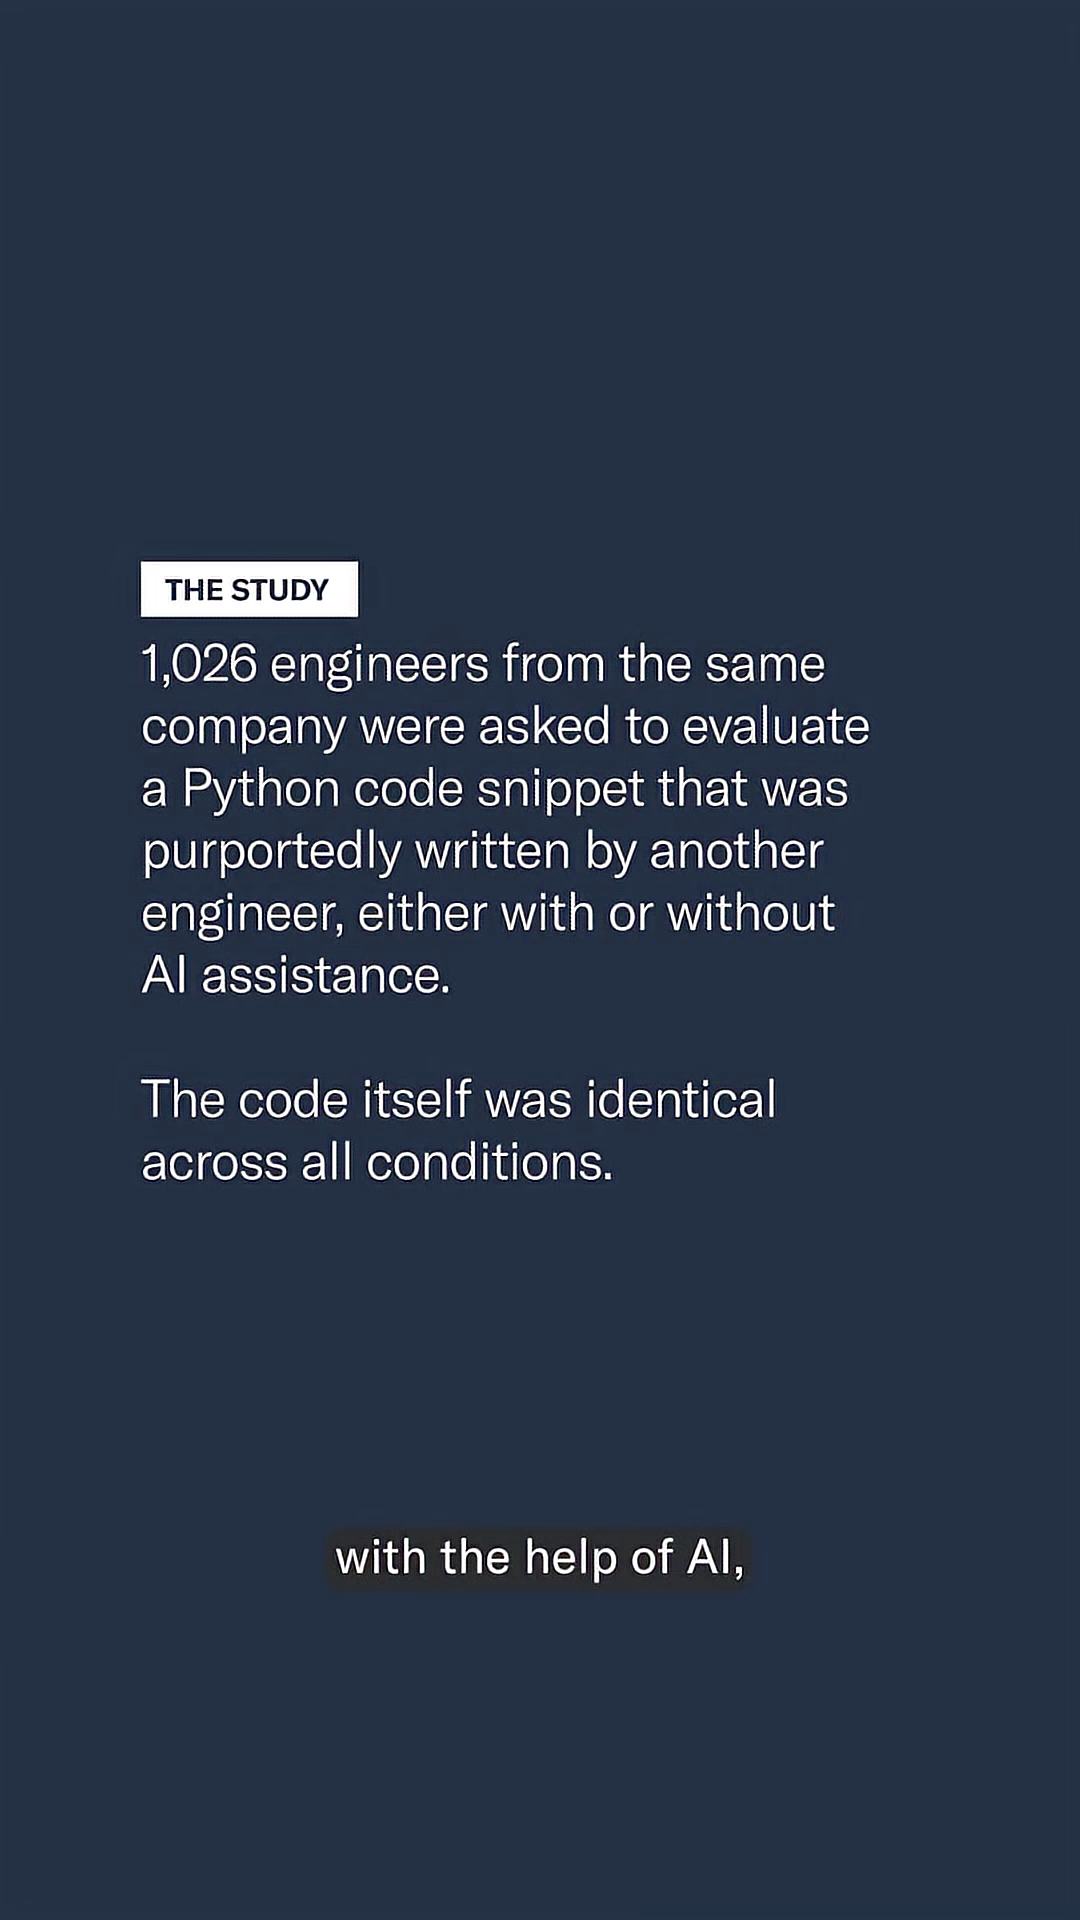 THE STUDY
1,026 engineers from the same
company were asked to evaluate
a Python code snippet that was
purportedly written by another
engineer, either with or without
AI assistance.
The code itself was identical
across all conditions.
with the help of AI,